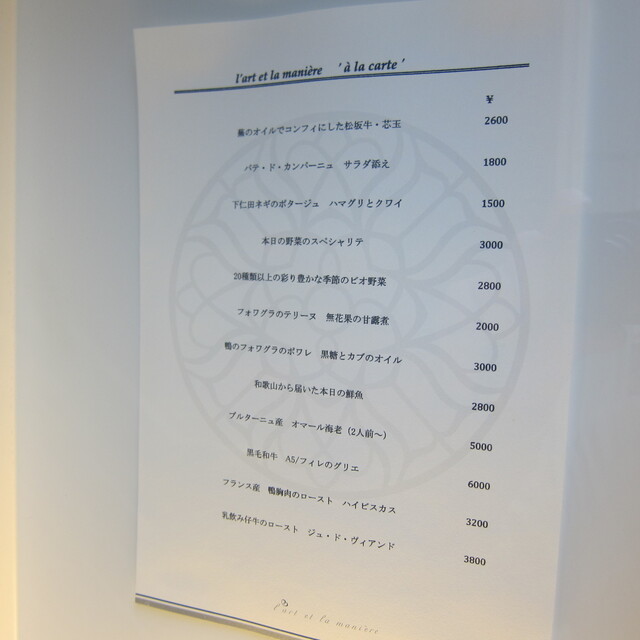 l'art et la manière ' à la carte '
¥
藁のオイルでコンフィにした松坂牛・芯玉 2600
パテ・ド・カンパーニュ サラダ添え 1800
下仁田ネギのポタージュ ハマグリとクワイ 1500
本日の野菜のスペシャリテ 3000
20種類以上の彩り豊かな季節のビオ野菜 2800
フォワグラのテリーヌ 無花果の甘露煮 2000
鴨のフォワグラのポワレ 黒糖とカブのオイル 3000
和歌山から届いた本日の鮮魚 2800
ブルターニュ産 オマール海老（2人前〜） 5000
黒毛和牛 A5/フィレのグリエ 6000
フランス産 鴨胸肉のロースト ハイビスカス 3200
乳飲み仔牛のロースト ジュ・ド・ヴィアンド 3800
l'art et la manière